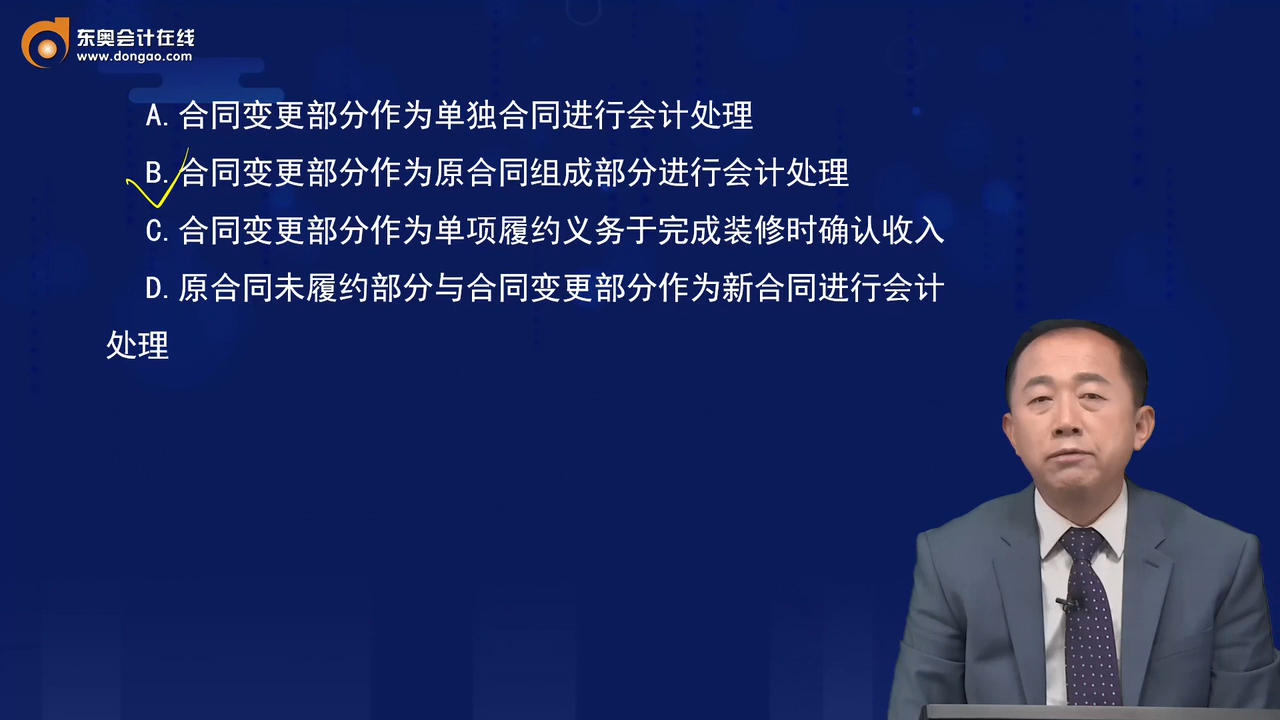 东奥会计在线
www.dongao.com
A. 合同变更部分作为单独合同进行会计处理
B. 合同变更部分作为原合同组成部分进行会计处理
C. 合同变更部分作为单项履约义务于完成装修时确认收入
D. 原合同未履约部分与合同变更部分作为新合同进行会计
处理